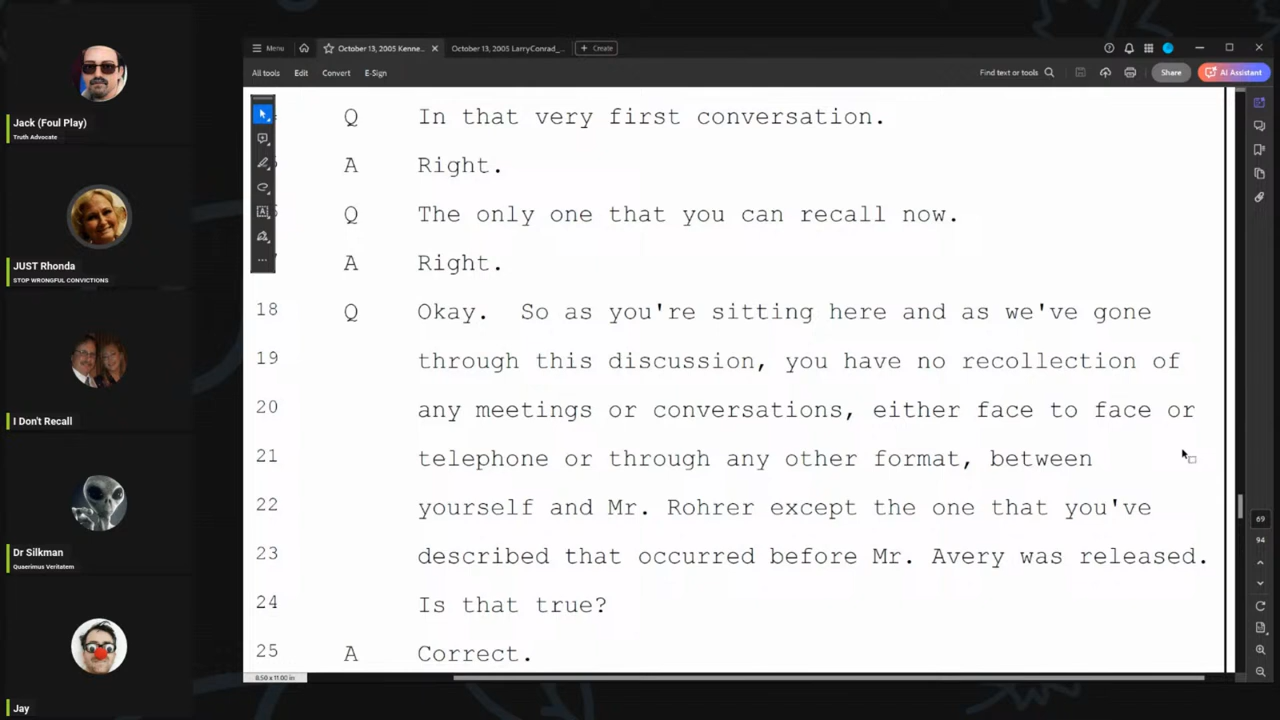 Jack (Foul Play)
Truth Advocate
JUST Rhonda
STOP WRONGFUL CONVICTIONS
I Don't Recall
Dr Silkman
Quaerimus Veritatem
Jay
Menu
October 13, 2005 Kenne...
October 13, 2005 LarryConrad_...
+ Create
All tools Edit Convert E-Sign
Find text or tools
Share
AI Assistant
Q In that very first conversation.
A Right.
Q The only one that you can recall now.
A Right.
18 Q Okay. So as you're sitting here and as we've gone
19 through this discussion, you have no recollection of
20 any meetings or conversations, either face to face or
21 telephone or through any other format, between
22 yourself and Mr. Rohrer except the one that you've
23 described that occurred before Mr. Avery was released.
24 Is that true?
25 A Correct.
69
94
8.50 x 11.00 in